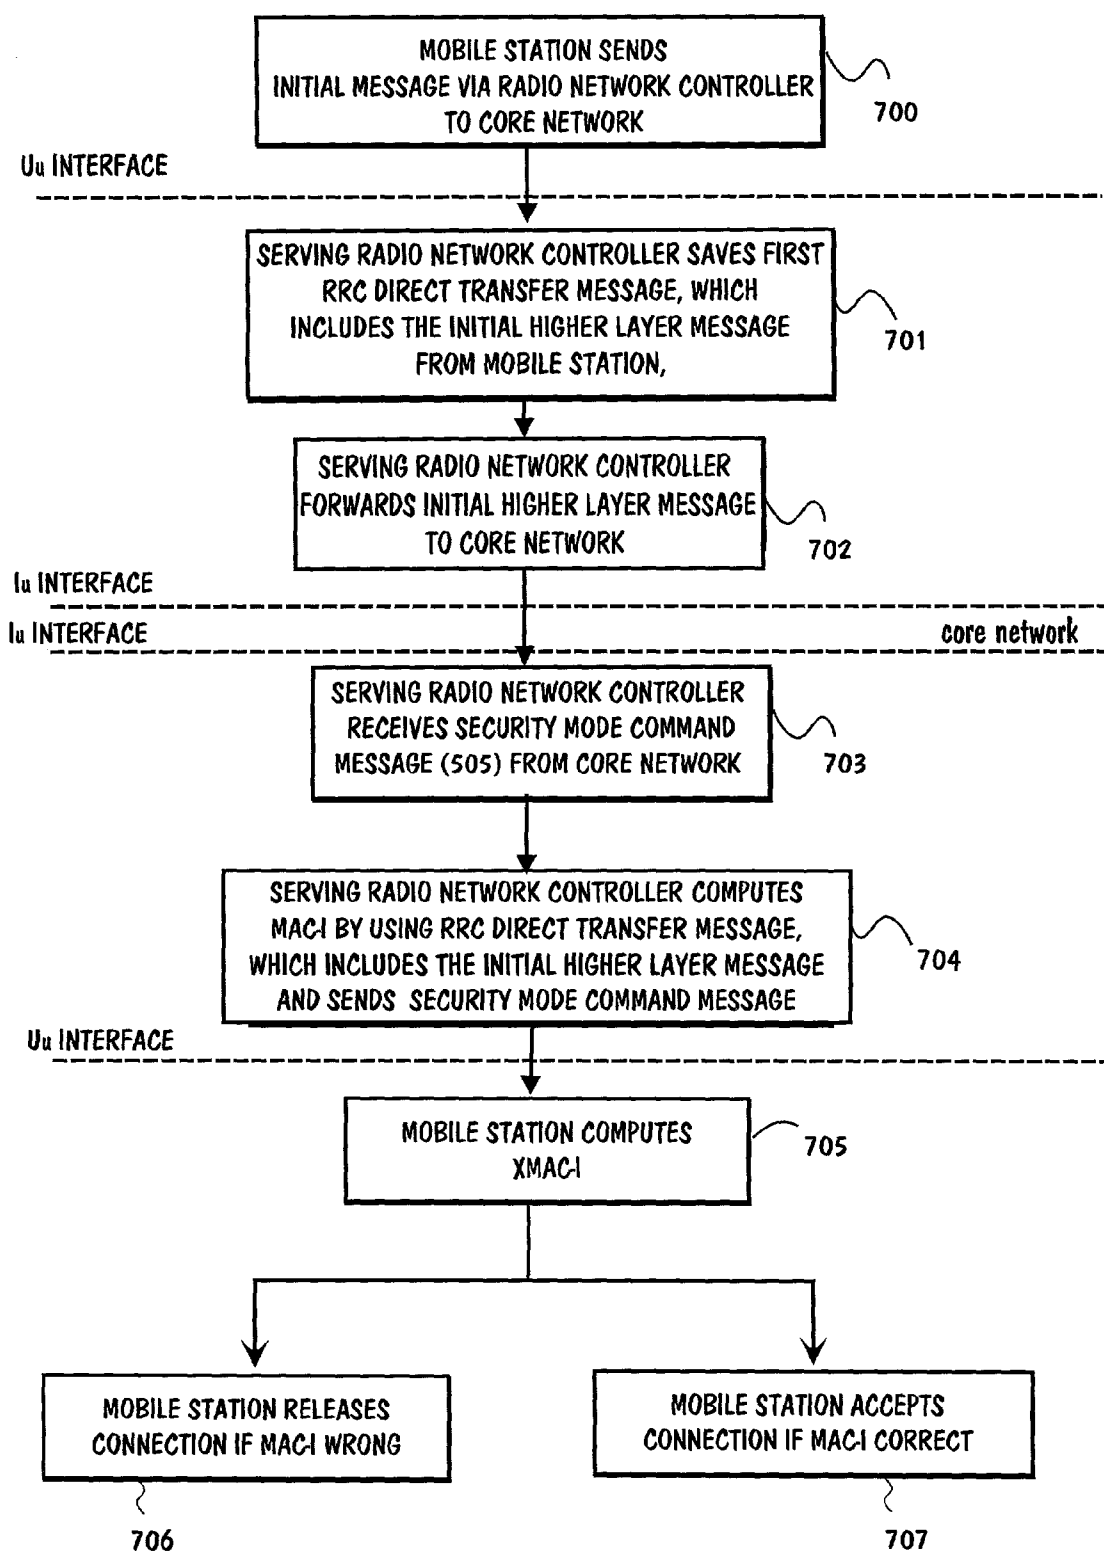 MOBILE STATION SENDS
INITIAL MESSAGE VIA RADIO NETWORK CONTROLLER
TO CORE NETWORK
700
Uu INTERFACE
SERVING RADIO NETWORK CONTROLLER SAVES FIRST
RRC DIRECT TRANSFER MESSAGE, WHICH
INCLUDES THE INITIAL HIGHER LAYER MESSAGE
FROM MOBILE STATION,
701
SERVING RADIO NETWORK CONTROLLER
FORWARDS INITIAL HIGHER LAYER MESSAGE
TO CORE NETWORK
702
Iu INTERFACE
Iu INTERFACE
core network
SERVING RADIO NETWORK CONTROLLER
RECEIVES SECURITY MODE COMMAND
MESSAGE (505) FROM CORE NETWORK
703
SERVING RADIO NETWORK CONTROLLER COMPUTES
MAC-I BY USING RRC DIRECT TRANSFER MESSAGE,
WHICH INCLUDES THE INITIAL HIGHER LAYER MESSAGE
AND SENDS SECURITY MODE COMMAND MESSAGE
704
Uu INTERFACE
MOBILE STATION COMPUTES
XMAC-I
705
MOBILE STATION RELEASES
CONNECTION IF MAC-I WRONG
706
MOBILE STATION ACCEPTS
CONNECTION IF MAC-I CORRECT
707